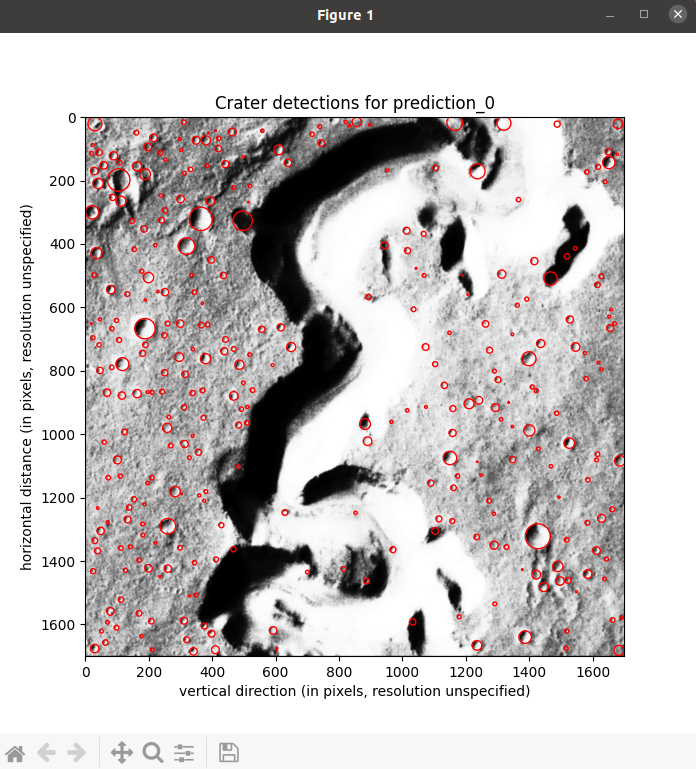 Figure 1
Crater detections for prediction_0
0
200
400
600
800
1000
1200
1400
1600
horizontal distance (in pixels, resolution unspecified)
0 200 400 600 800 1000 1200 1400 1600
vertical direction (in pixels, resolution unspecified)